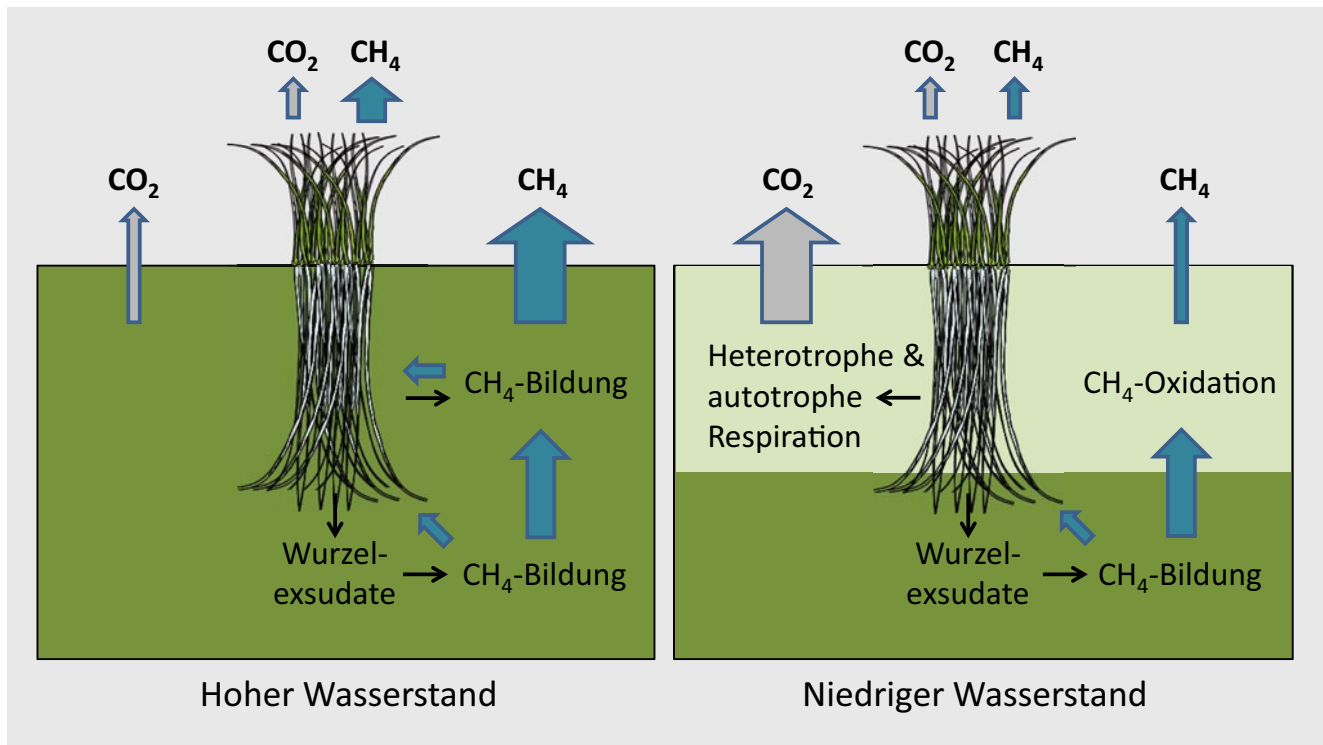 CO₂ CH₄
CO₂
CH₄
CH₄-Bildung
Wurzel-
exsudate
CH₄-Bildung
Hoher Wasserstand
CO₂ CH₄
CO₂
CH₄
Heterotrophe &
autotrophe
Respiration
CH₄-Oxidation
Wurzel-
exsudate
CH₄-Bildung
Niedriger Wasserstand